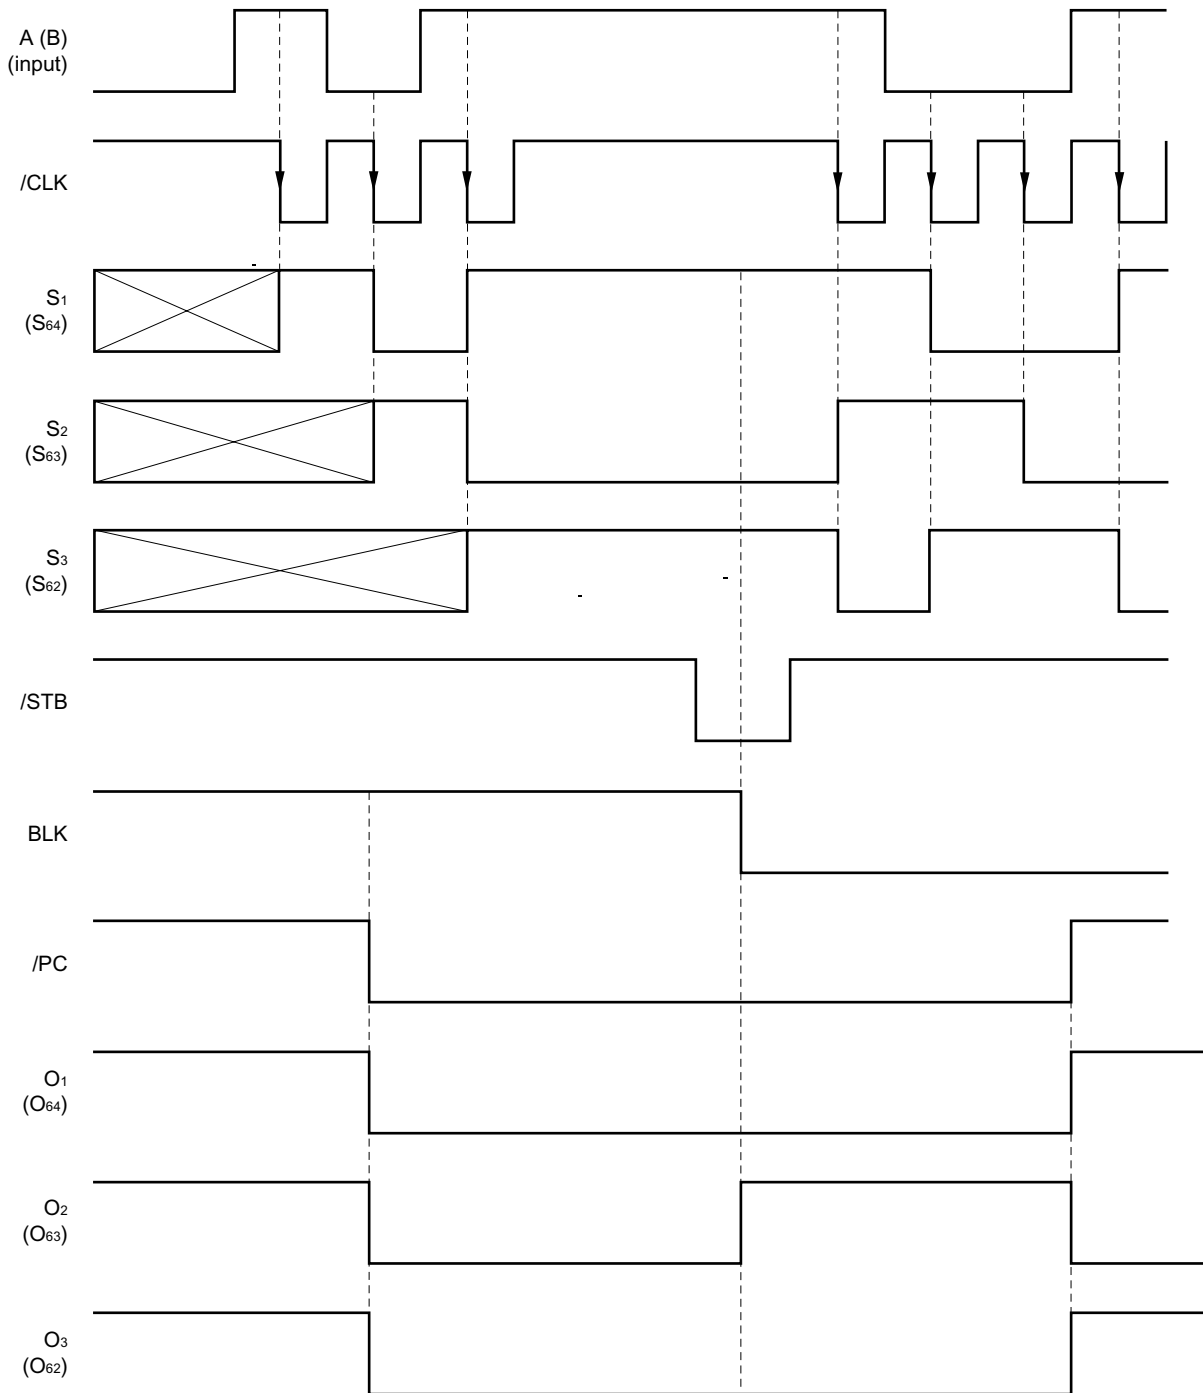 A (B)
(input)
/CLK
S1
(S64)
S2
(S63)
S3
(S62)
/STB
BLK
/PC
O1
(O64)
O2
(O63)
O3
(O62)